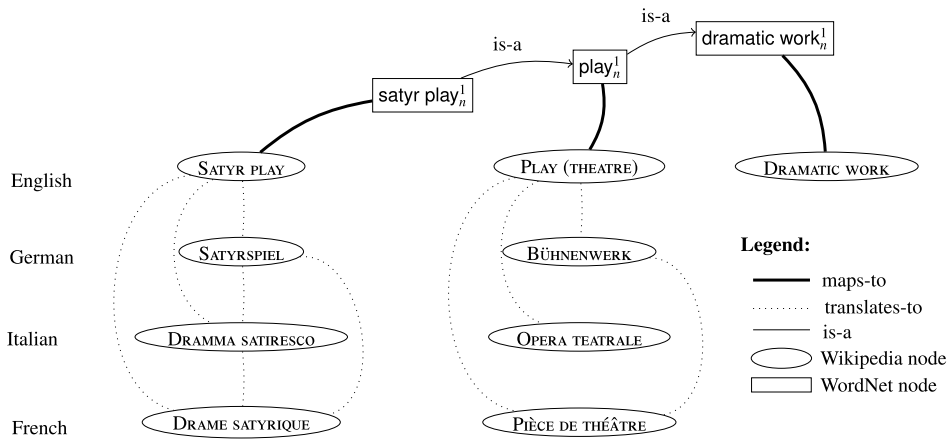 is-a
dramatic work¹ₙ
is-a
play¹ₙ
satyr play¹ₙ
English
SATYR PLAY
PLAY (THEATRE)
DRAMATIC WORK
German
SATYRSPIEL
BÜHNENWERK
Italian
DRAMMA SATIRESCO
OPERA TEATRALE
French
DRAME SATYRIQUE
PIÈCE DE THÉÂTRE
Legend:
maps-to
translates-to
is-a
Wikipedia node
WordNet node